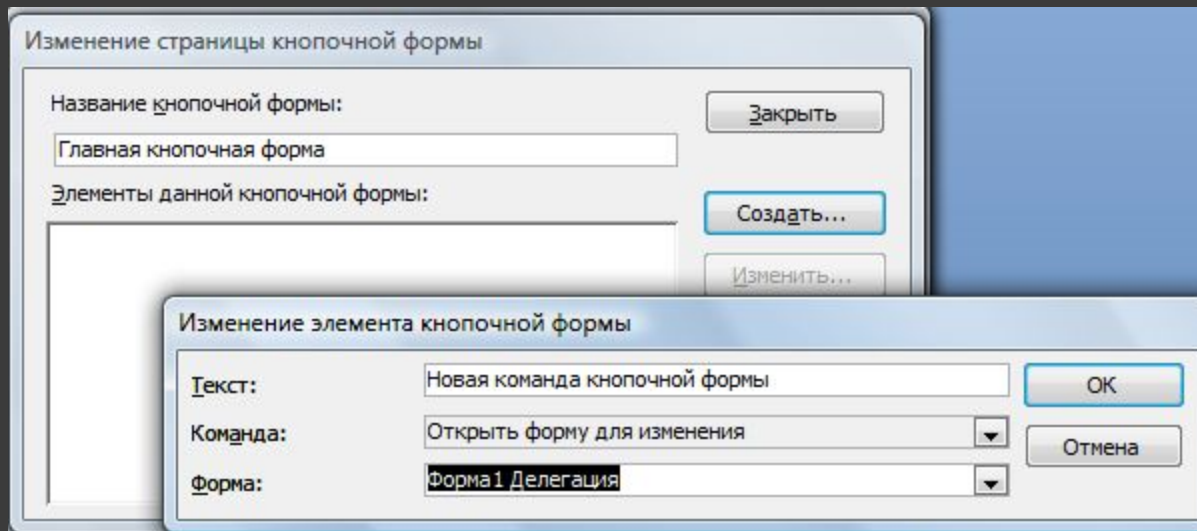 Изменение страницы кнопочной формы
Название кнопочной формы:
Закрыть
Главная кнопочная форма
Элементы данной кнопочной формы:
Создать...
Изменить...
Изменение элемента кнопочной формы
Текст:
Новая команда кнопочной формы
ОК
Команда:
Открыть форму для изменения
Отмена
Форма:
Форма1 Делегация